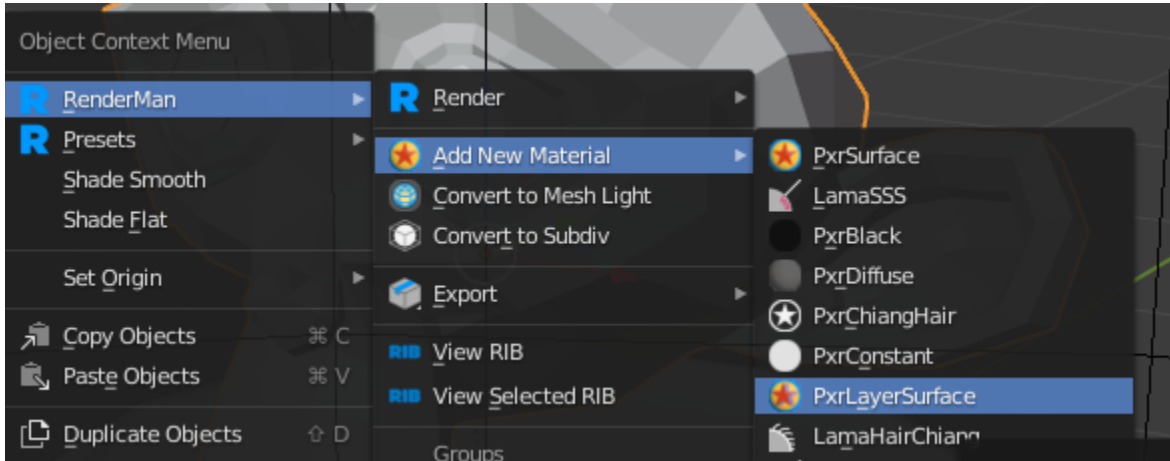 Object Context Menu
RenderMan
Presets
Shade Smooth
Shade Flat
Set Origin
Copy Objects ⌘ C
Paste Objects ⌘ V
Duplicate Objects ⇧ D
Render
Add New Material
Convert to Mesh Light
Convert to Subdiv
Export
RIB View RIB
RIB View Selected RIB
Groups
PxrSurface
LamaSSS
PxrBlack
PxrDiffuse
PxrChiangHair
PxrConstant
PxrLayerSurface
LamaHairChiang